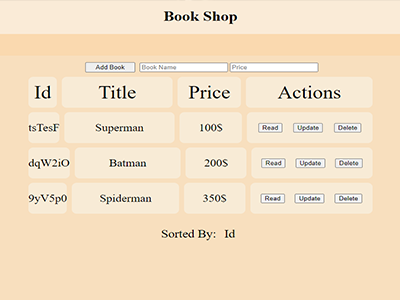 Book Shop
Add Book Book Name Price
Id Title Price Actions
tsTesF Superman 100$ Read Update Delete
dqW2iO Batman 200$ Read Update Delete
9yV5p0 Spiderman 350$ Read Update Delete
Sorted By: Id